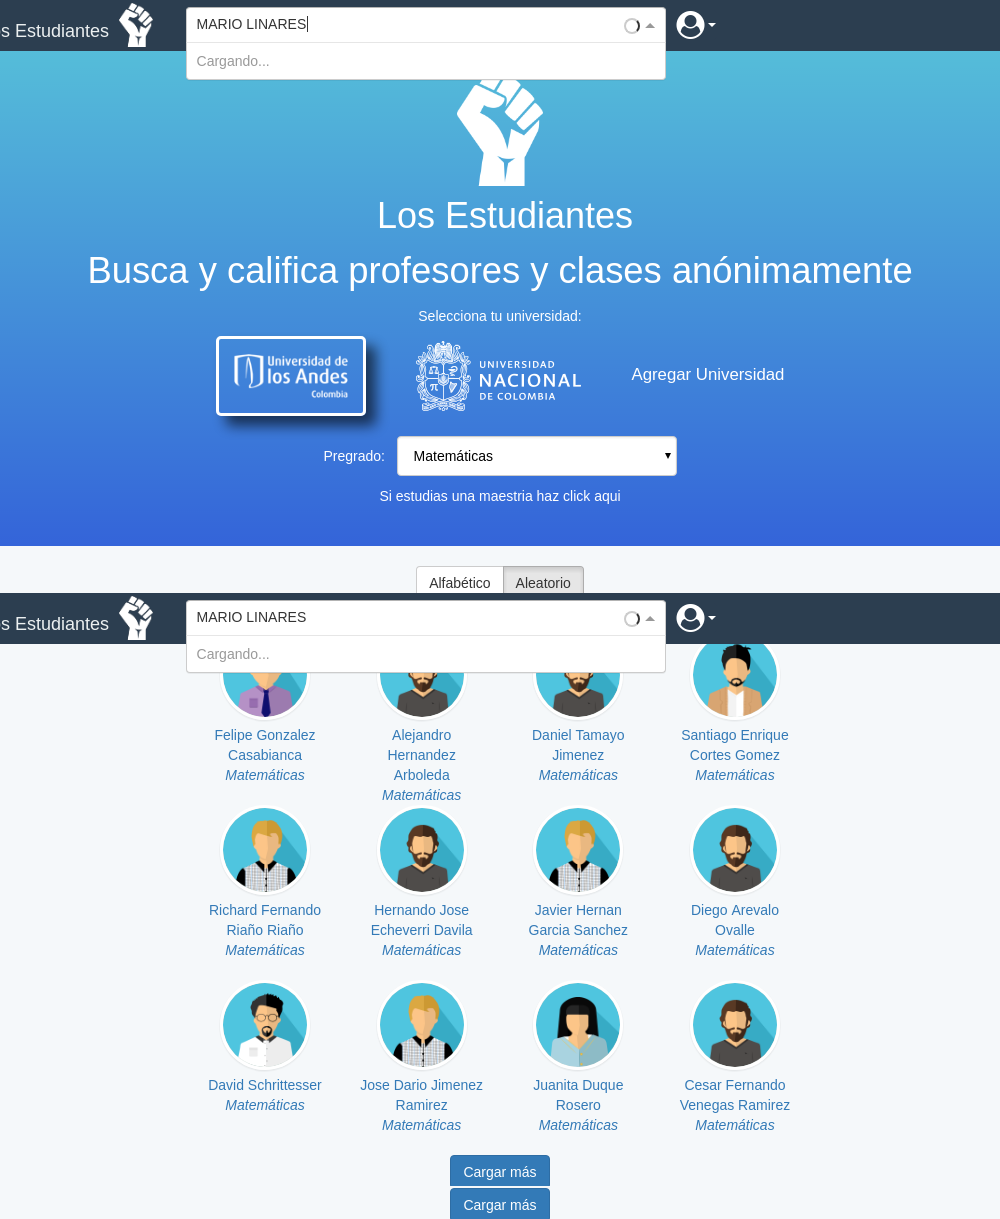 s Estudiantes
MARIO LINARES
Cargando...
Los Estudiantes
Busca y califica profesores y clases anónimamente
Selecciona tu universidad:
Universidad de
los Andes
Colombia
UNIVERSIDAD
NACIONAL
DE COLOMBIA
Agregar Universidad
Pregrado:
Matemáticas
Si estudias una maestria haz click aqui
Alfabético
Aleatorio
s Estudiantes
MARIO LINARES
Cargando...
Felipe Gonzalez
Casabianca
Matemáticas
Alejandro
Hernandez
Arboleda
Matemáticas
Daniel Tamayo
Jimenez
Matemáticas
Santiago Enrique
Cortes Gomez
Matemáticas
Richard Fernando
Riaño Riaño
Matemáticas
Hernando Jose
Echeverri Davila
Matemáticas
Javier Hernan
Garcia Sanchez
Matemáticas
Diego Arevalo
Ovalle
Matemáticas
David Schrittesser
Matemáticas
Jose Dario Jimenez
Ramirez
Matemáticas
Juanita Duque
Rosero
Matemáticas
Cesar Fernando
Venegas Ramirez
Matemáticas
Cargar más
Cargar más